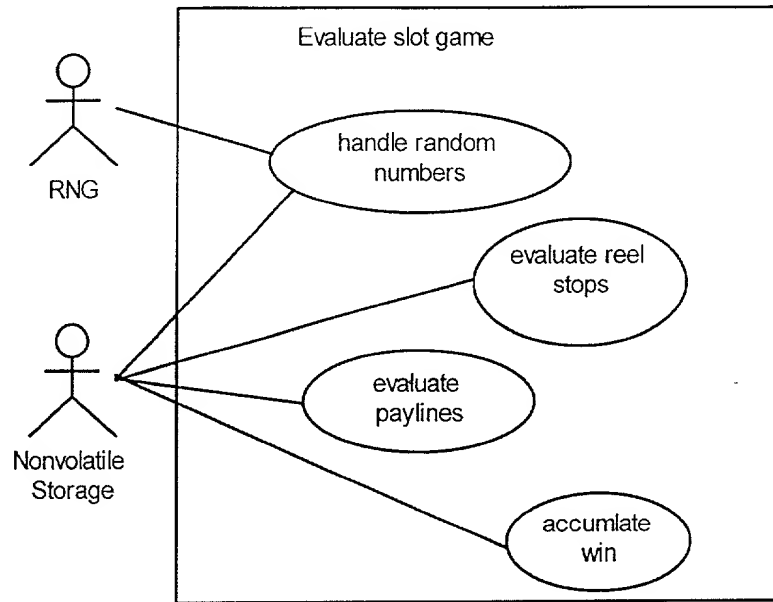 Evaluate slot game
handle random
numbers
RNG
evaluate reel
stops
evaluate
paylines
Nonvolatile
Storage
accumlate
win